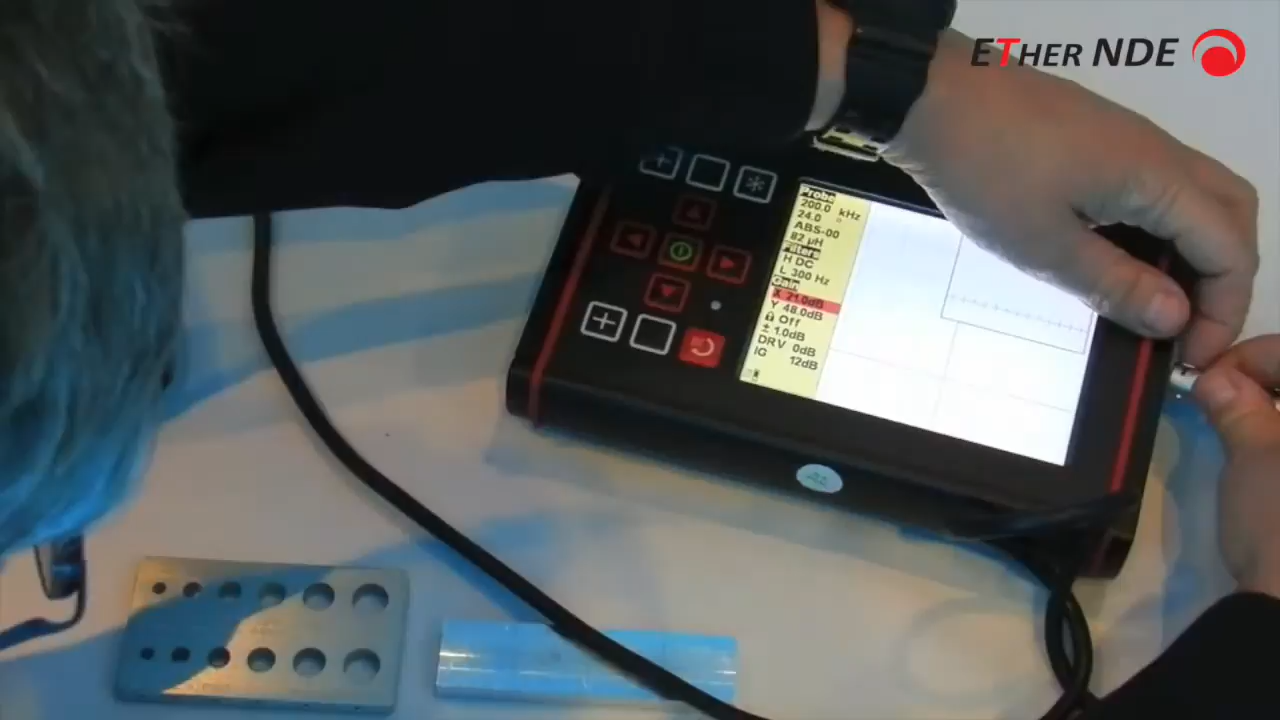 ETHER NDE
Probe
200.0 kHz
24.0 °
ABS-00
82 µH
Filters
H DC
L 300 Hz
Gain
X 21.0dB
Y 48.0dB
Off
± 1.0dB
DRV 0dB
IG 12dB